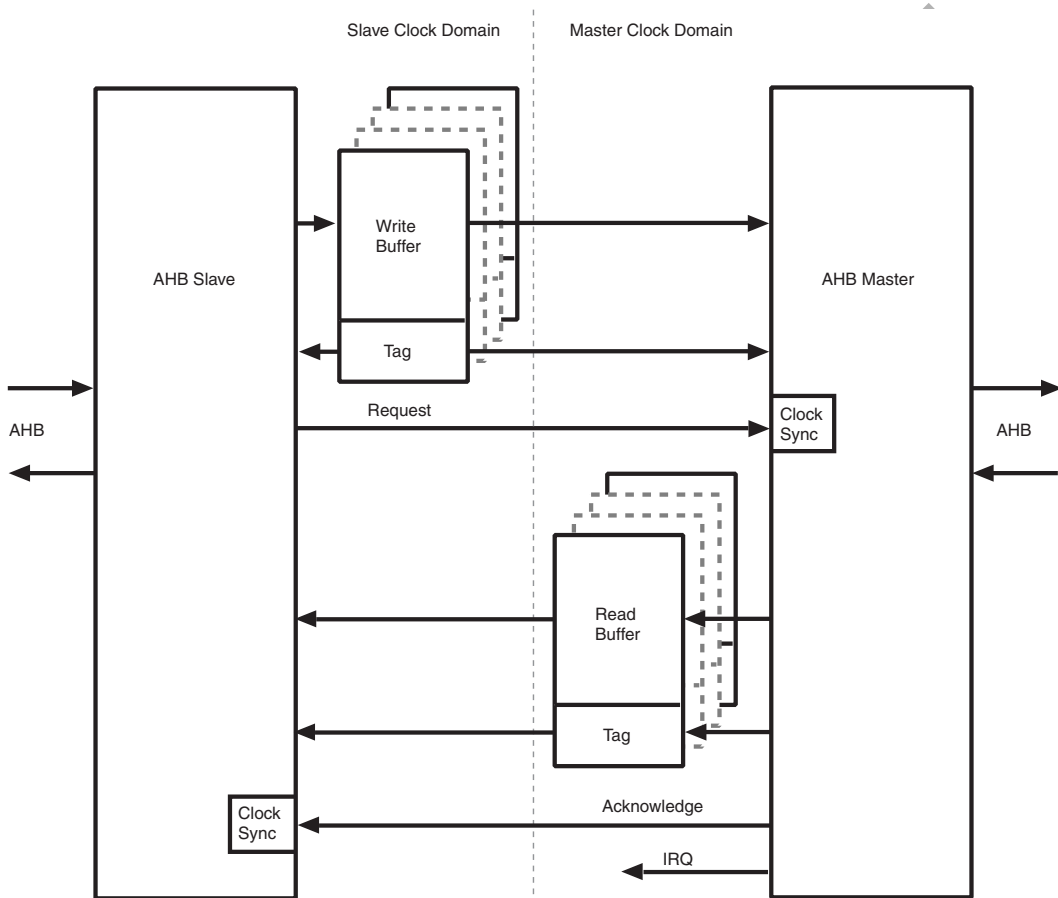 Slave Clock Domain
Master Clock Domain
Write
Buffer
AHB Slave
AHB Master
Tag
Request
Clock
Sync
AHB
AHB
Read
Buffer
Tag
Clock
Sync
Acknowledge
IRQ